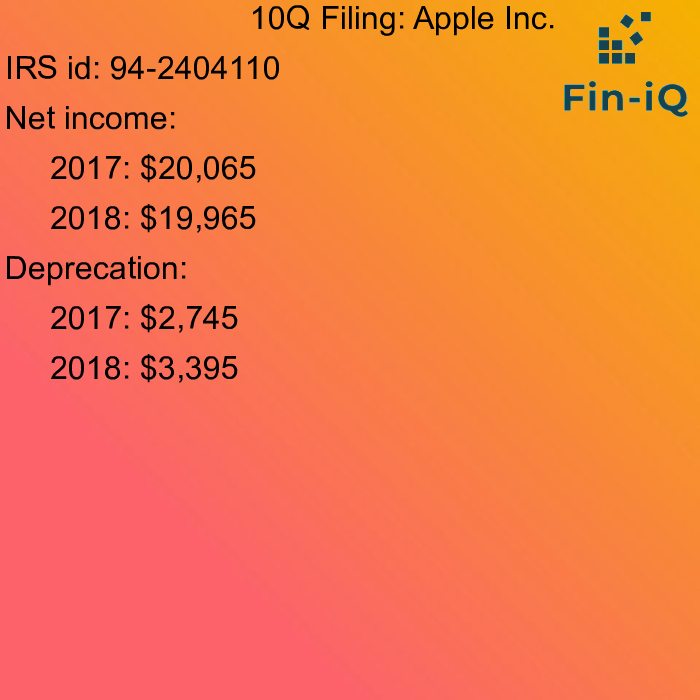 10Q Filing: Apple Inc.
Fin-iQ
IRS id: 94-2404110
Net income:
2017: $20,065
2018: $19,965
Deprecation:
2017: $2,745
2018: $3,395